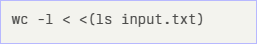 wc -l < <(ls input.txt)